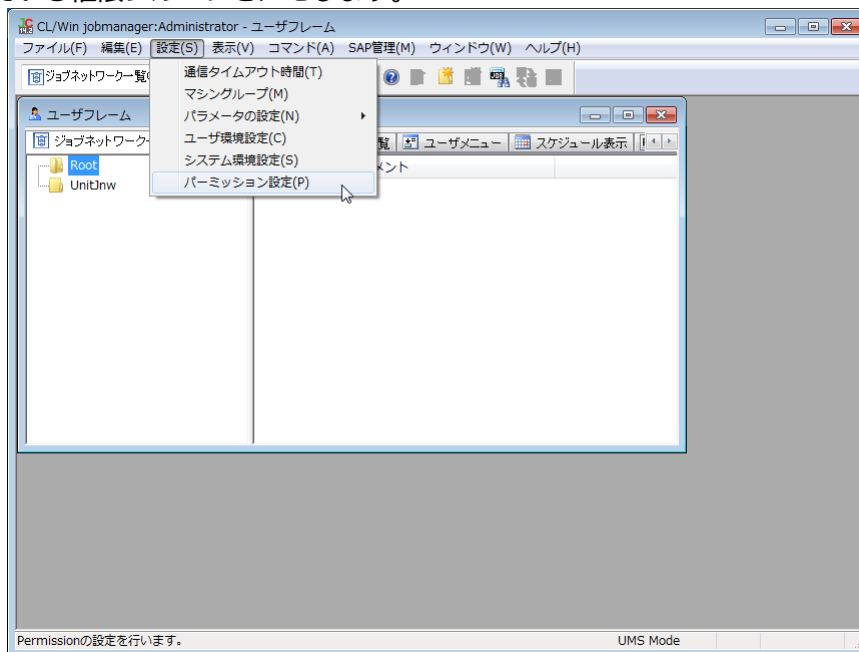 CL/Win jobmanager:Administrator - ユーザフレーム
ファイル(F) 編集(E) 設定(S) 表示(V) コマンド(A) SAP管理(M) ウィンドウ(W) ヘルプ(H)
ジョブネットワーク一覧
通信タイムアウト時間(T)
マシングループ(M)
パラメータの設定(N)
ユーザ環境設定(C)
システム環境設定(S)
パーミッション設定(P)
ユーザフレーム
ジョブネットワーク 覧 ユーザメニュー スケジュール表示
Root
メント
UnitJnw
Permissionの設定を行います。 UMS Mode